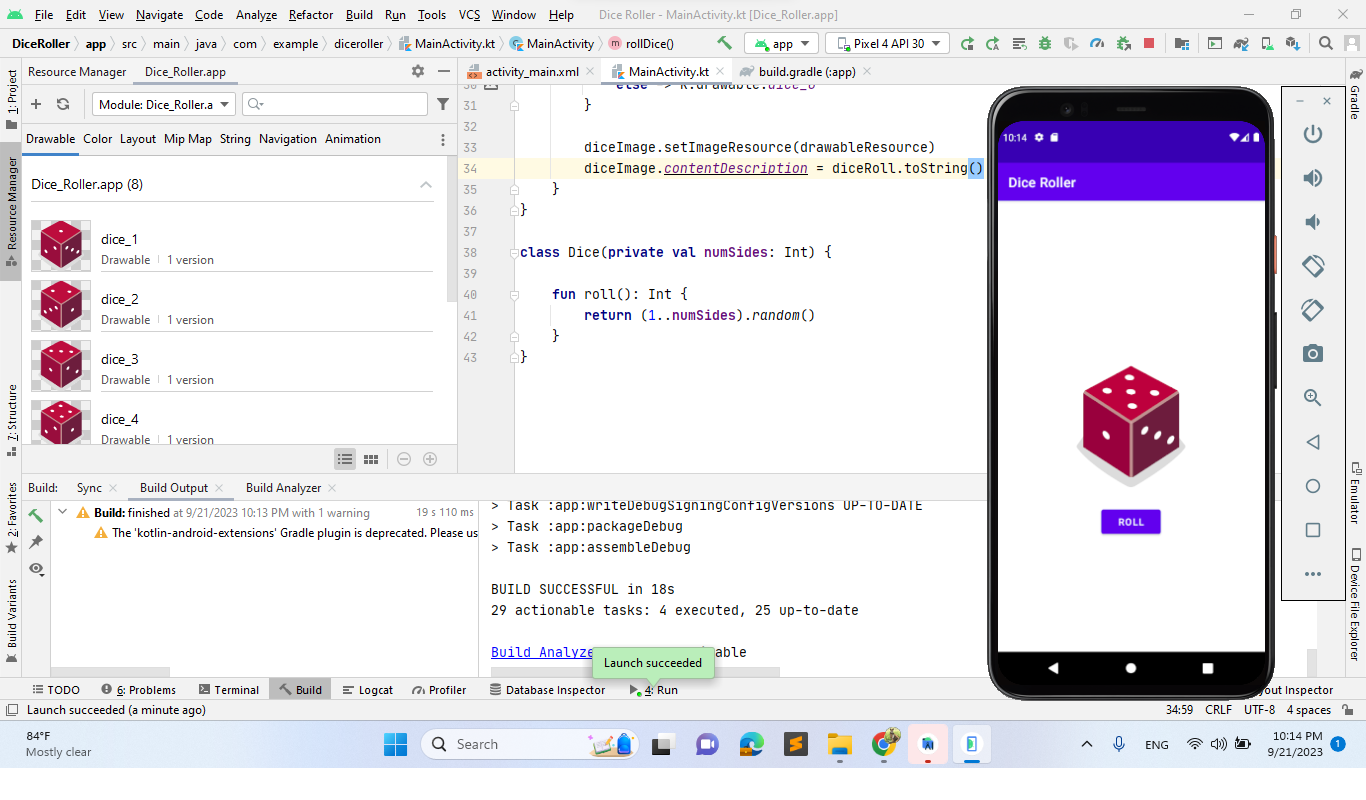 File Edit View Navigate Code Analyze Refactor Build Run Tools VCS Window Help Dice Roller - MainActivity.kt [Dice_Roller.app]
DiceRoller app src main java com example diceroller MainActivity.kt MainActivity rollDice() app Pixel 4 API 30
Resource Manager Dice_Roller.app
activity_main.xml MainActivity.kt build.gradle (:app)
Module: Dice_Roller.a
Drawable Color Layout Mip Map String Navigation Animation
Dice_Roller.app (8)
dice_1
Drawable 1 version
dice_2
Drawable 1 version
dice_3
Drawable 1 version
dice_4
Drawable 1 version
1: Project
Resource Manager
7: Structure
2: Favorites
Build Variants
30 else -> R.drawable.dice_6
31 }
32
33 diceImage.setImageResource(drawableResource)
34 diceImage.contentDescription = diceRoll.toString()
35 }
36 }
37
38 class Dice(private val numSides: Int) {
39
40 fun roll(): Int {
41 return (1..numSides).random()
42 }
43 }
10:14
Dice Roller
ROLL
Gradle
Emulator
Device File Explorer
Build: Sync Build Output Build Analyzer
Build: finished at 9/21/2023 10:13 PM with 1 warning 19 s 110 ms
The 'kotlin-android-extensions' Gradle plugin is deprecated. Please us
> Task :app:writeDebugSigningConfigVersions UP-TO-DATE
> Task :app:packageDebug
> Task :app:assembleDebug
BUILD SUCCESSFUL in 18s
29 actionable tasks: 4 executed, 25 up-to-date
Build Analyze able
Launch succeeded
TODO 6: Problems Terminal Build Logcat Profiler Database Inspector 4: Run out Inspector
Launch succeeded (a minute ago) 34:59 CRLF UTF-8 4 spaces
84°F
Mostly clear
Search
ENG
10:14 PM
9/21/2023
1